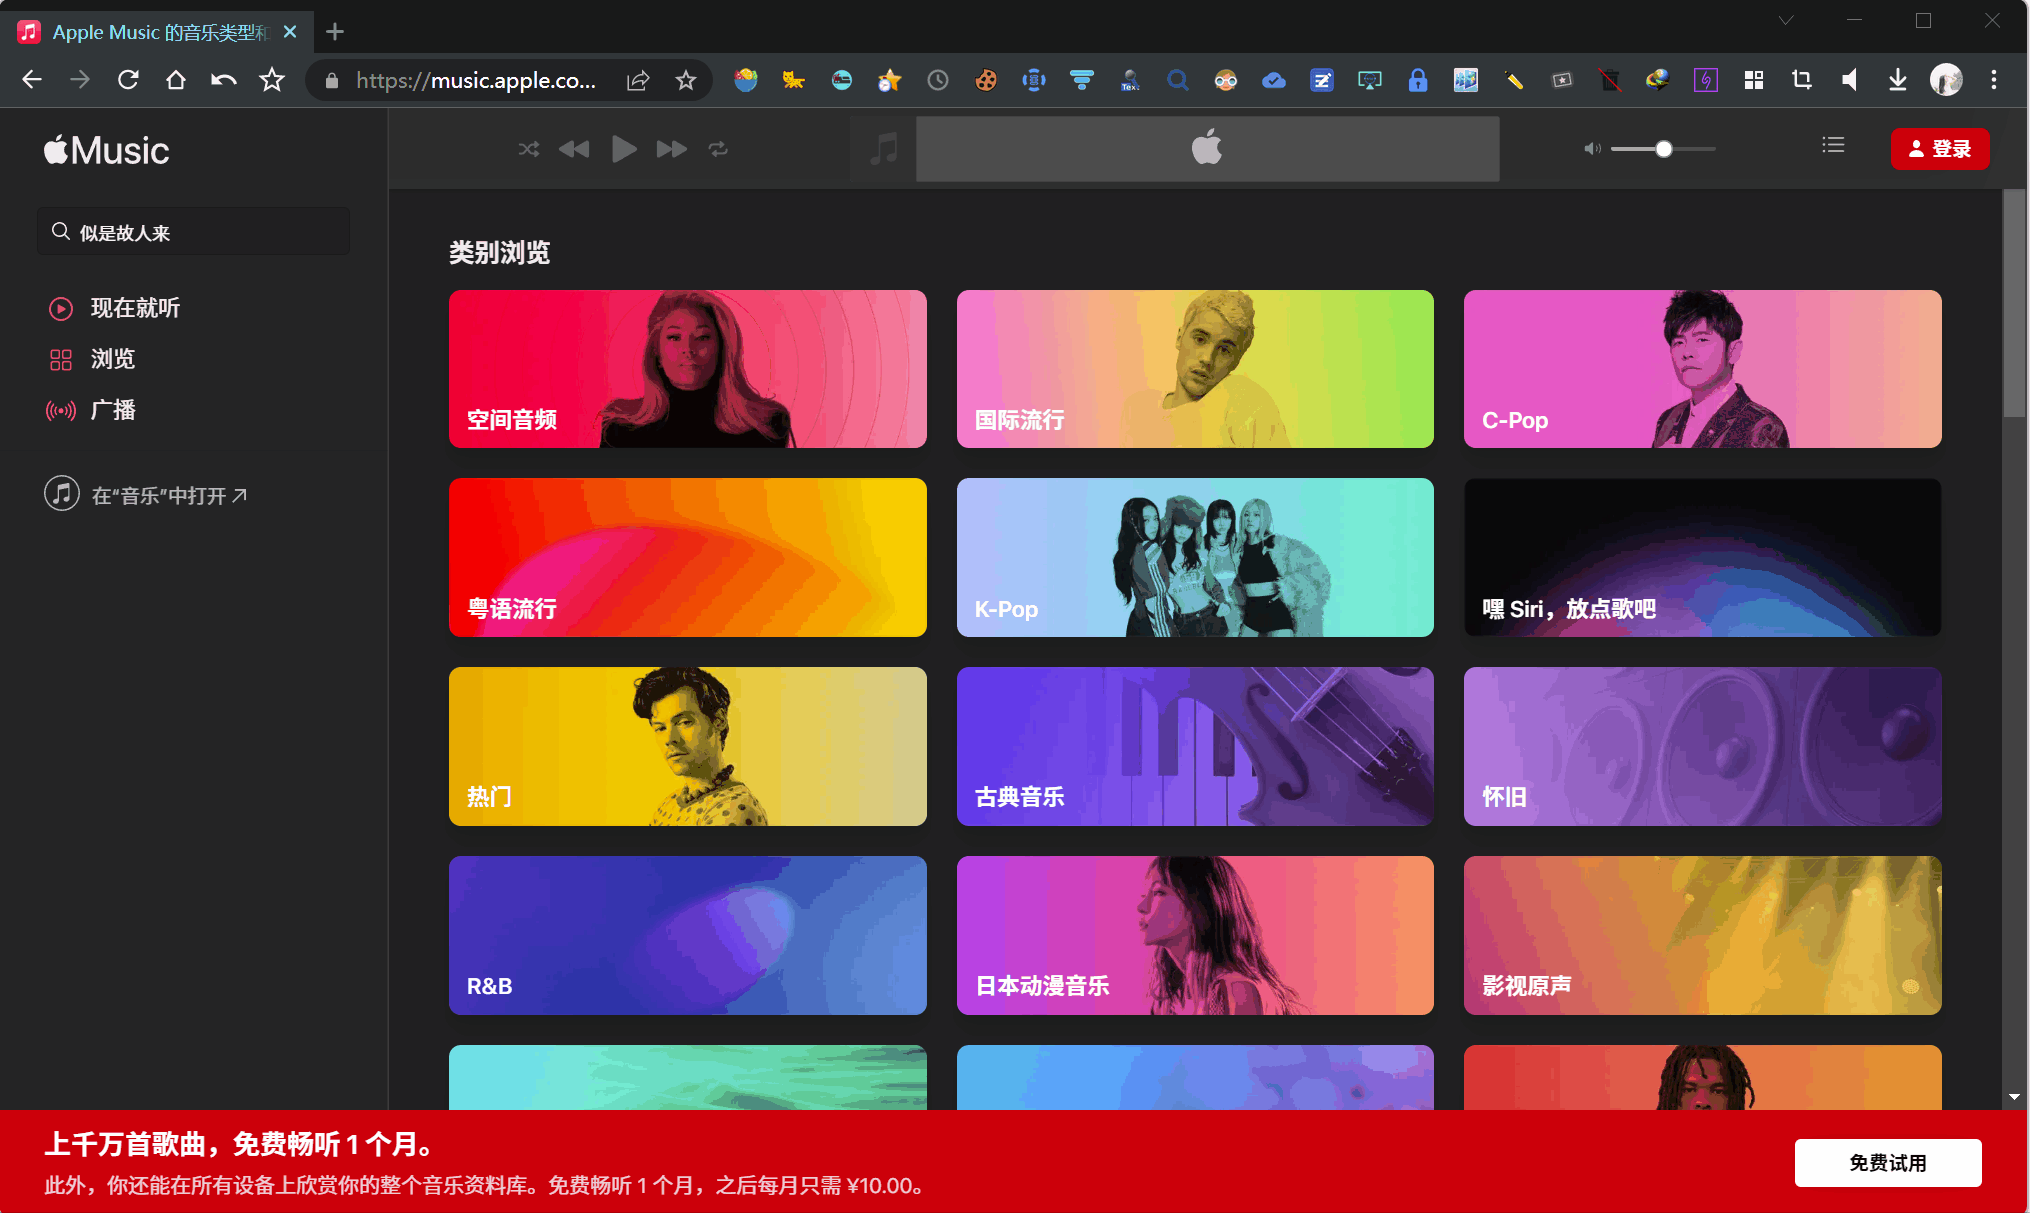 Apple Music 的音乐类型和
https://music.apple.co...
Music
登录
似是故人来
现在就听
浏览
广播
在“音乐”中打开
类别浏览
空间音频
国际流行
C-Pop
粤语流行
K-Pop
嘿 Siri，放点歌吧
热门
古典音乐
怀旧
R&B
日本动漫音乐
影视原声
上千万首歌曲，免费畅听 1 个月。
此外，你还能在所有设备上欣赏你的整个音乐资料库。免费畅听 1 个月，之后每月只需 ¥10.00。
免费试用